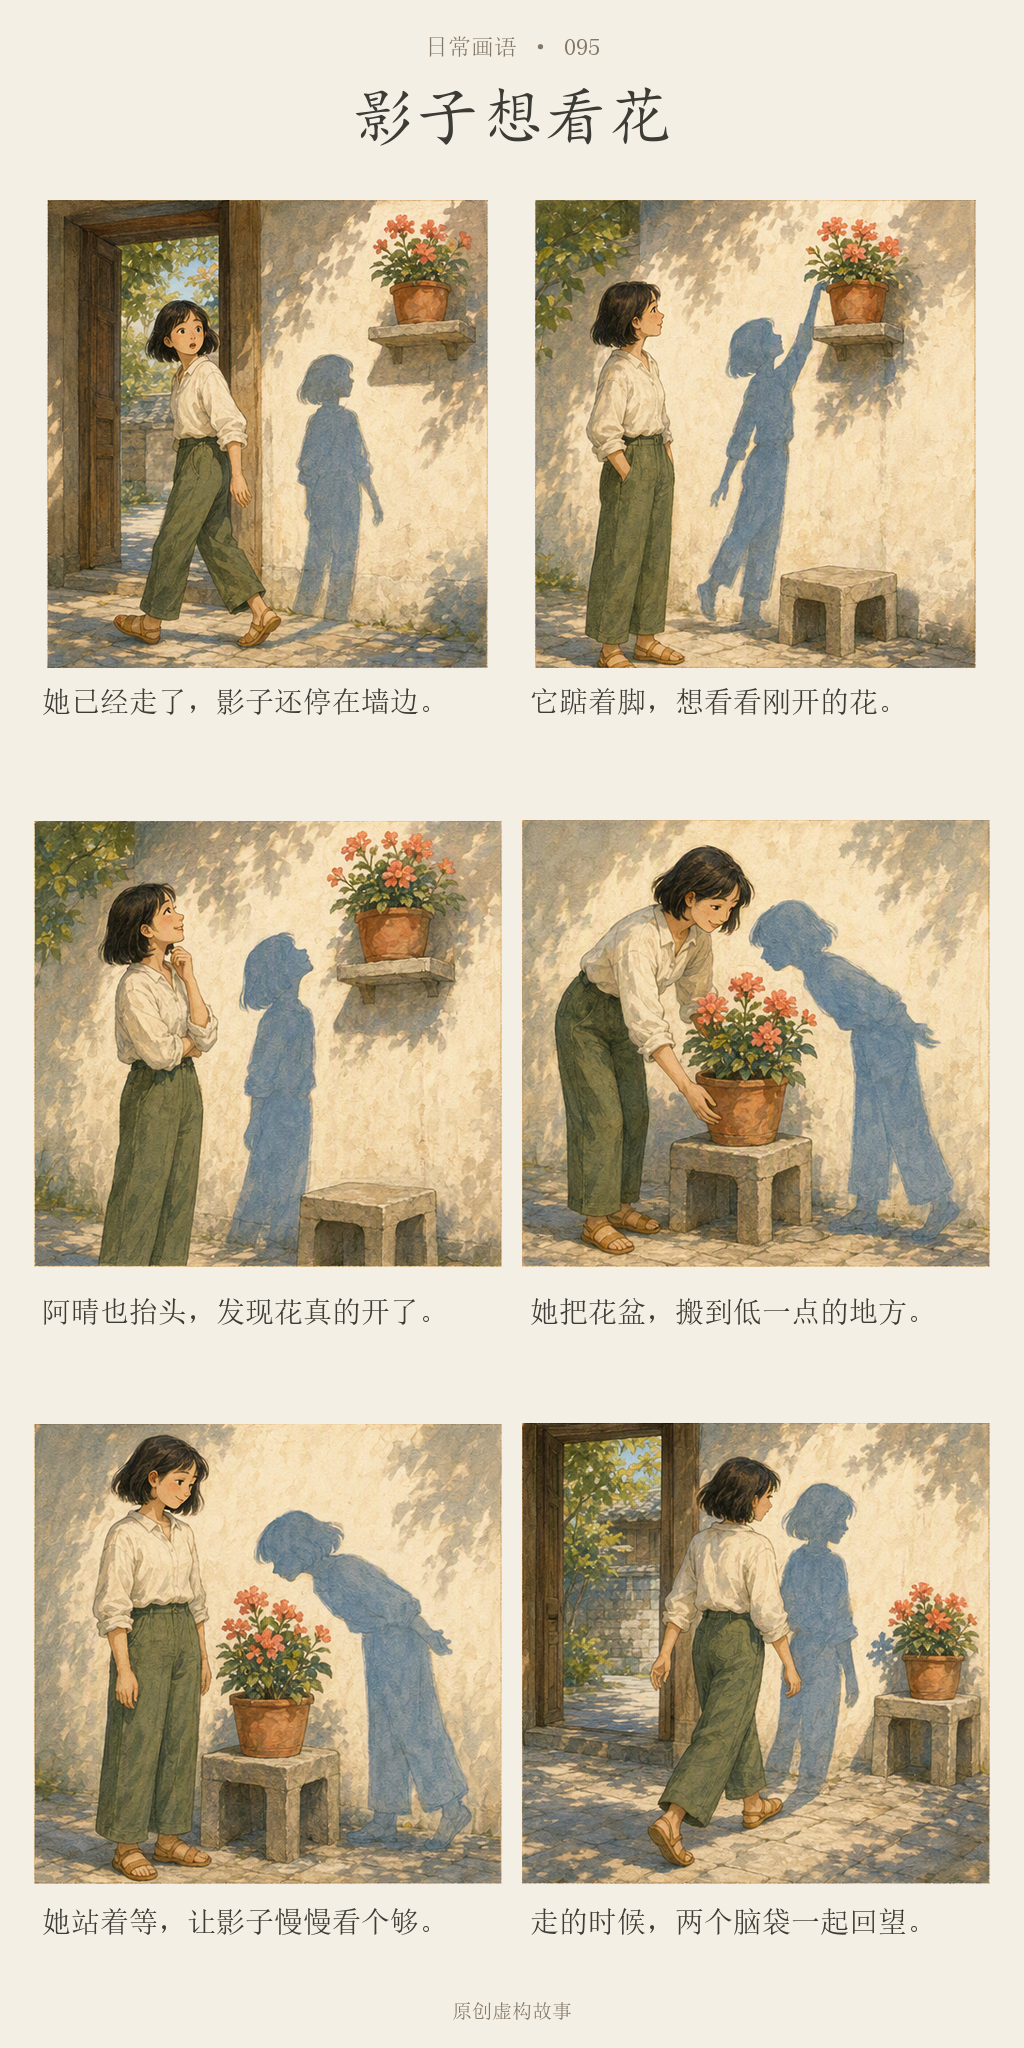 日常画语 • 095
影子想看花
她已经走了，影子还停在墙边。
它踮着脚，想看看刚开的花。
阿晴也抬头，发现花真的开了。
她把花盆，搬到低一点的地方。
她站着等，让影子慢慢看个够。
走的时候，两个脑袋一起回望。
原创虚构故事